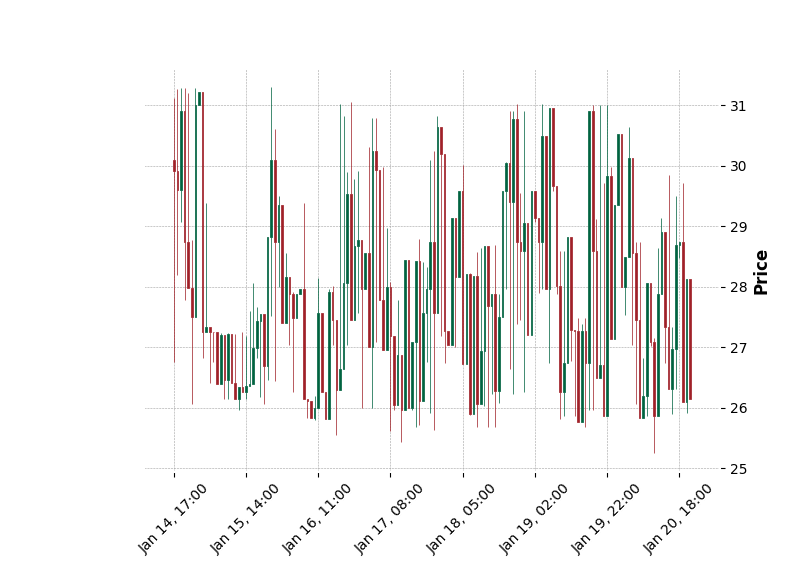 31
30
29
28
27
26
25
Price
Jan 14, 17:00
Jan 15, 14:00
Jan 16, 11:00
Jan 17, 08:00
Jan 18, 05:00
Jan 19, 02:00
Jan 19, 22:00
Jan 20, 18:00